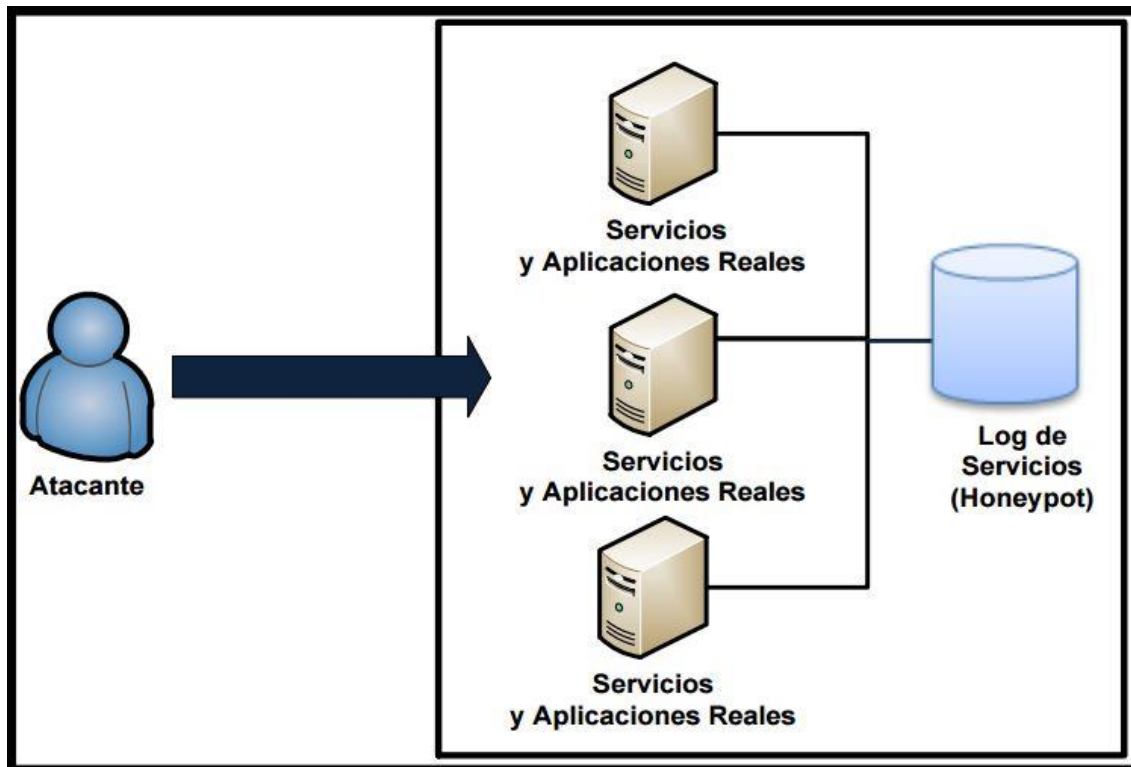 Servicios
y Aplicaciones Reales
Atacante
Servicios
y Aplicaciones Reales
Log de
Servicios
(Honeypot)
Servicios
y Aplicaciones Reales